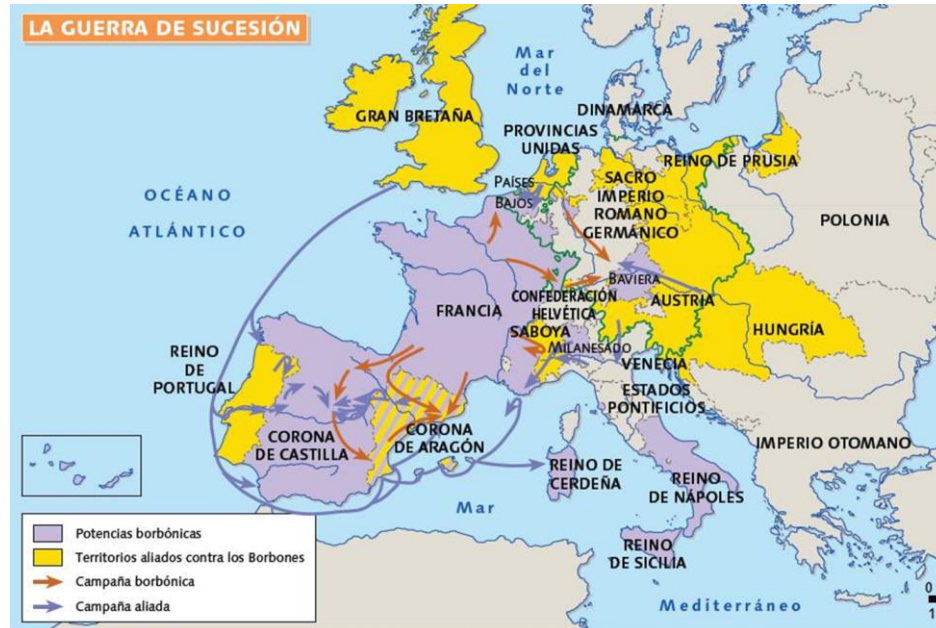 LA GUERRA DE SUCESIÓN
Mar
del
Norte
DINAMARCA
GRAN BRETAÑA
PROVINCIAS
UNIDAS
REINO DE PRUSIA
PAÍSES
BAJOS
SACRO
IMPERIO
ROMANO
GERMÁNICO
OCÉANO
ATLÁNTICO
POLONIA
BAVIERA
CONFEDERACIÓN
HELVÉTICA
AUSTRIA
FRANCIA
SABOYA
MILANESADO
HUNGRÍA
VENECIA
REINO
DE
PORTUGAL
ESTADOS
PONTIFICIOS
CORONA
DE CASTILLA
CORONA
DE ARAGÓN
IMPERIO OTOMANO
REINO DE
CERDEÑA
REINO
DE NÁPOLES
Mar
REINO
DE SICILIA
Mediterráneo
Potencias borbónicas
Territorios aliados contra los Borbones
Campaña borbónica
Campaña aliada
0
1